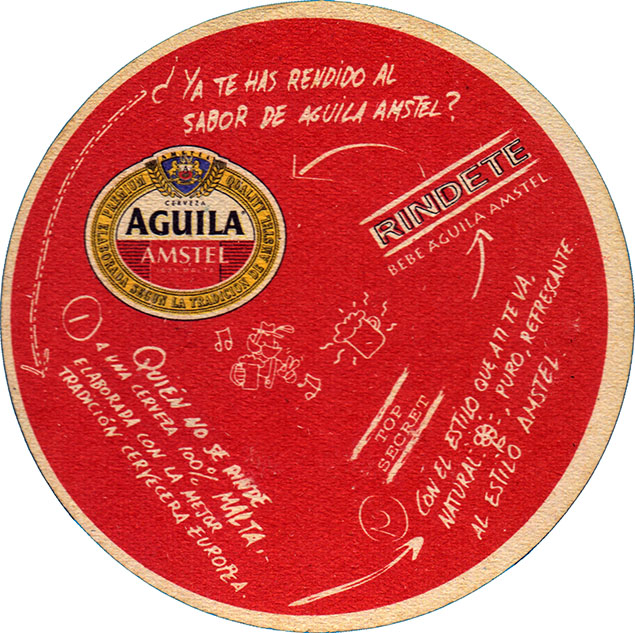 ¿YA TE HAS RENDIDO AL
SABOR DE AGUILA AMSTEL?
AMSTEL
PREMIUM QUALITY
CERVEZA
AGUILA
AMSTEL
100% MALTA
ELABORADA SEGUN LA TRADICION DE AMSTEL
RINDETE
BEBE AGUILA AMSTEL
1
QUIÉN NO SE RINDE
A UNA CERVEZA 100% MALTA,
ELABORADA CON LA MEJOR
TRADICIÓN CERVECERA EUROPEA.
TOP
SECRET
2
CON EL ESTILO QUE A TI TE VA.
NATURAL, PURO, REFRESCANTE.
AL ESTILO AMSTEL.